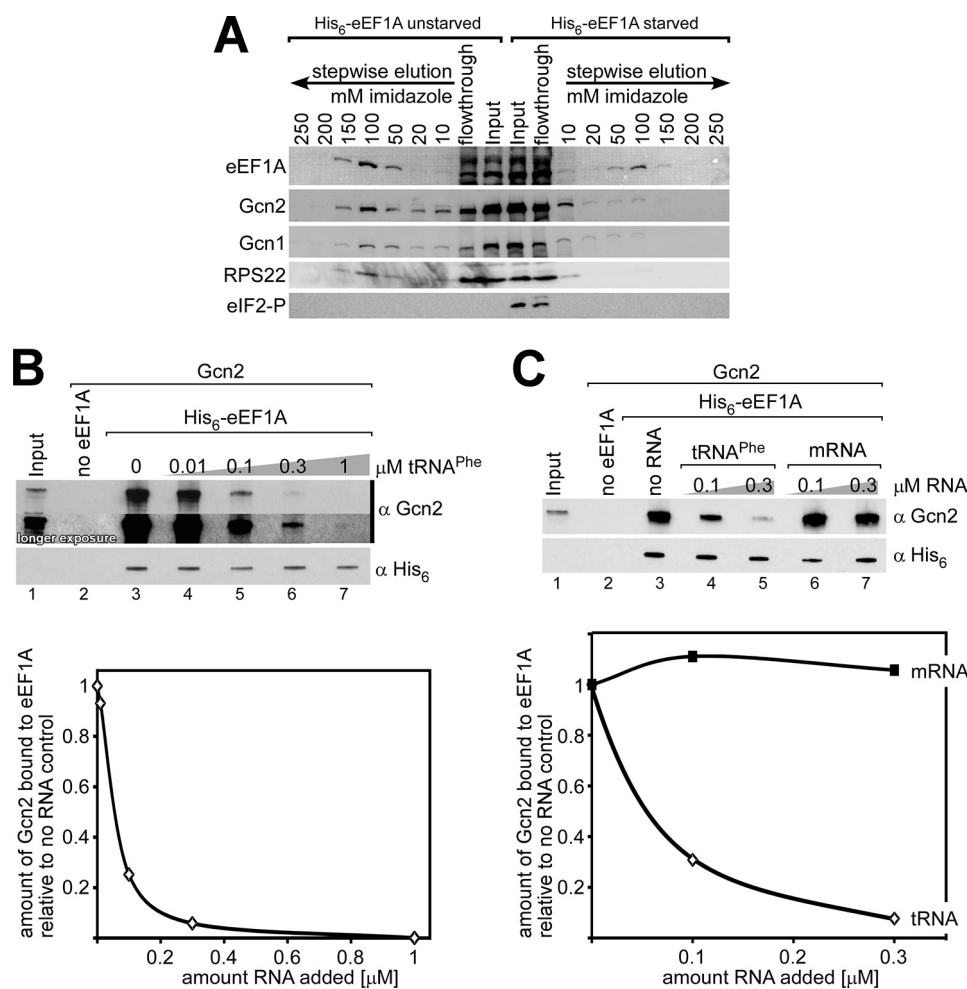 A
His6-eEF1A unstarved
His6-eEF1A starved
stepwise elution
mM imidazole
flowthrough
Input
Input
flowthrough
stepwise elution
mM imidazole
250 200 150 100 50 20 10
10 20 50 100 150 200 250
eEF1A
Gcn2
Gcn1
RPS22
eIF2-P
B
Gcn2
His6-eEF1A
Input
no eEF1A
0 0.01 0.1 0.3 1 μM tRNAPhe
α Gcn2
longer exposure
α His6
1 2 3 4 5 6 7
amount of Gcn2 bound to eEF1A
relative to no RNA control
1
0.8
0.6
0.4
0.2
0.2 0.4 0.6 0.8 1
amount RNA added [μM]
C
Gcn2
His6-eEF1A
Input
no eEF1A
no RNA
tRNAPhe
mRNA
0.1 0.3 0.1 0.3 μM RNA
α Gcn2
α His6
1 2 3 4 5 6 7
amount of Gcn2 bound to eEF1A
relative to no RNA control
1
0.8
0.6
0.4
0.2
mRNA
tRNA
0.1 0.2 0.3
amount RNA added [μM]